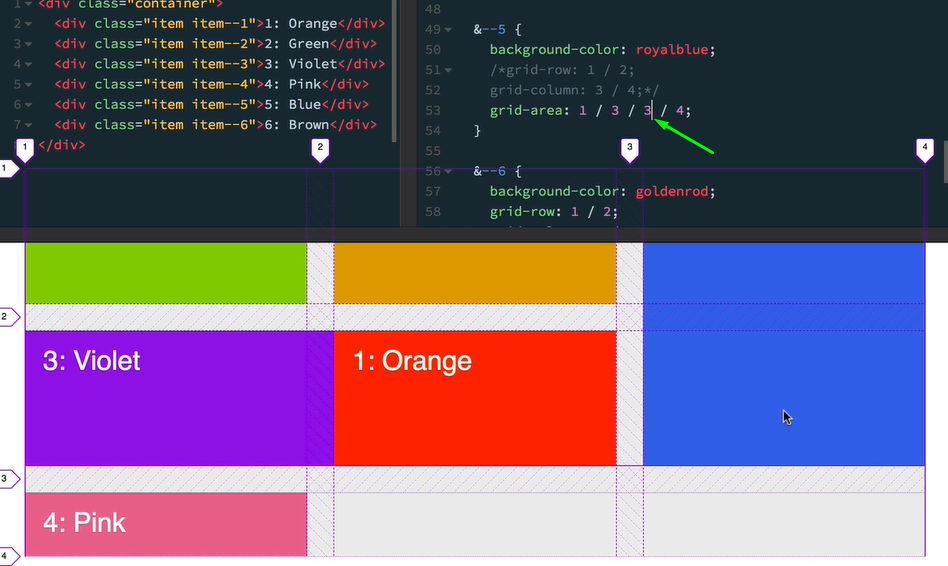 1 <div class="container">
2 <div class="item item--1">1: Orange</div>
3 <div class="item item--2">2: Green</div>
4 <div class="item item--3">3: Violet</div>
5 <div class="item item--4">4: Pink</div>
6 <div class="item item--5">5: Blue</div>
7 <div class="item item--6">6: Brown</div>
</div>
48
49 &--5 {
50 background-color: royalblue;
51 /*grid-row: 1 / 2;
52 grid-column: 3 / 4;*/
53 grid-area: 1 / 3 / 3 / 4;
54 }
55
56 &--6 {
57 background-color: goldenrod;
58 grid-row: 1 / 2;
1 2 3 4
1
2
3: Violet
1: Orange
3
4: Pink
4